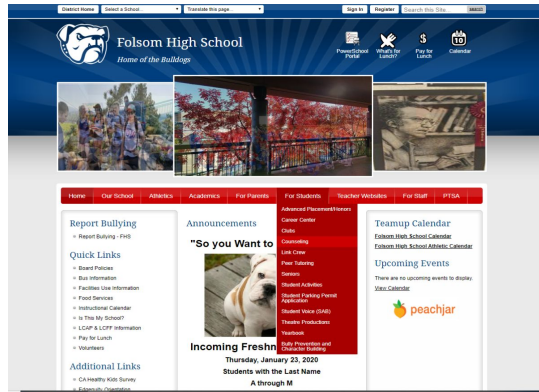 District Home
Select a School...
Translate this page...
Sign In
Register
Search this Site...
SEARCH
Folsom High School
Home of the Bulldogs
PowerSchool Portal
What's for Lunch?
$
Pay for Lunch
10
Calendar
Home
Our School
Athletics
Academics
For Parents
For Students
Teacher Websites
For Staff
PTSA
Advanced Placement/Honors
Career Center
Clubs
Counseling
Link Crew
Peer Tutoring
Seniors
Student Activities
Student Parking Permit
Application
Student Voice (SAB)
Theatre Productions
Yearbook
Bully Prevention and
Character Building
Report Bullying
Report Bullying - FHS
Quick Links
Board Policies
Bus Information
Facilities Use Information
Food Services
Instructional Calendar
Is This My School?
LCAP & LCFF Information
Pay for Lunch
Volunteers
Additional Links
CA Healthy Kids Survey
Edgenuity Orientation
Announcements
"So you Want to
Incoming Freshn
Thursday, January 23, 2020
Students with the Last Name
A through M
Teamup Calendar
Folsom High School Calendar
Folsom High School Athletic Calendar
Upcoming Events
There are no upcoming events to display.
View Calendar
peachjar